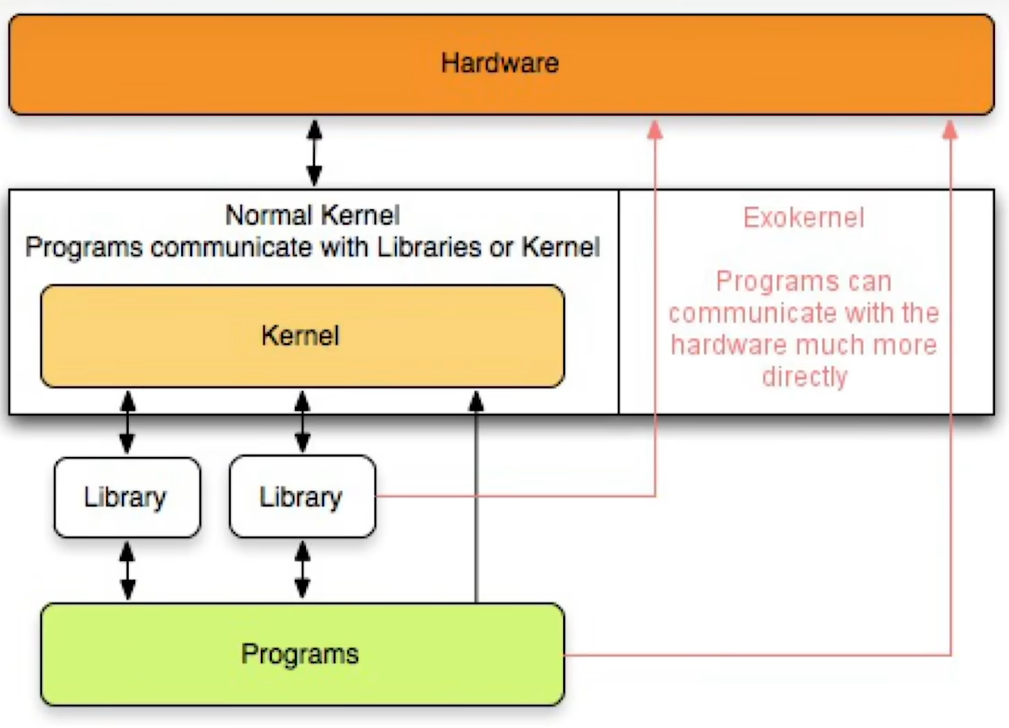 Hardware
Normal Kernel
Programs communicate with Libraries or Kernel
Kernel
Exokernel
Programs can
communicate with the
hardware much more
directly
Library
Library
Programs